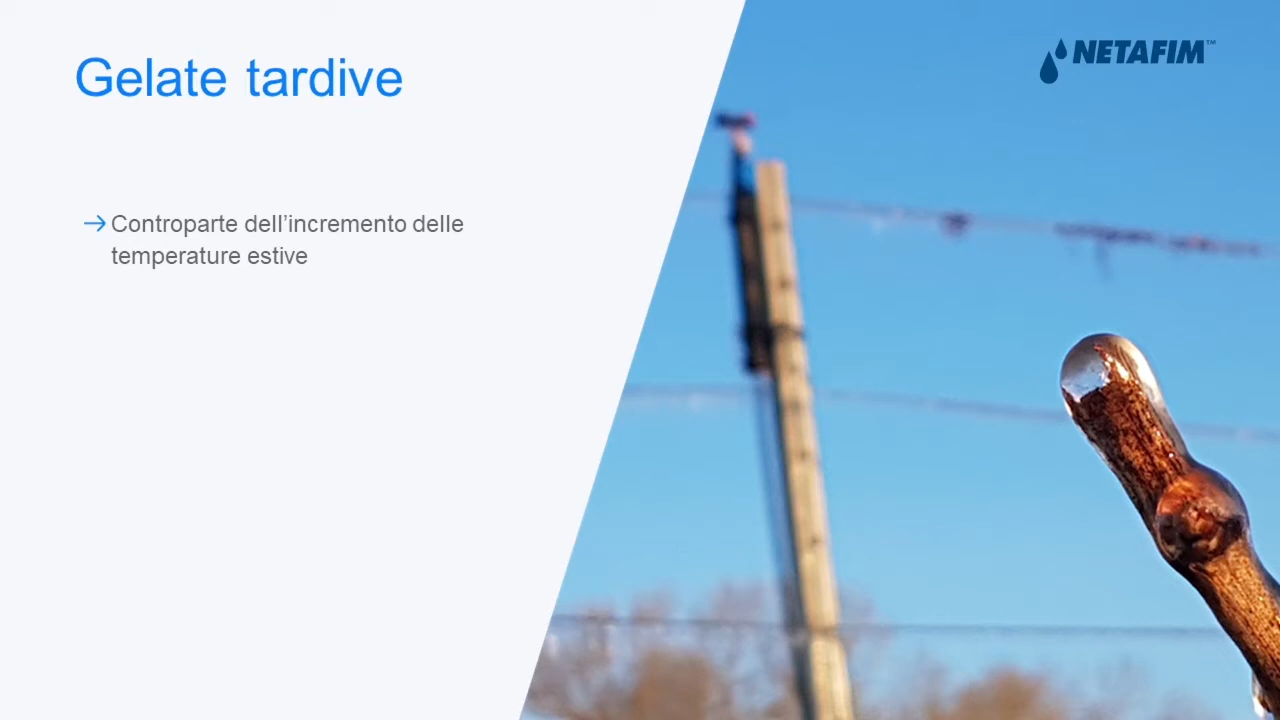 Gelate tardive
NETAFIM™
→ Controparte dell’incremento delle
temperature estive